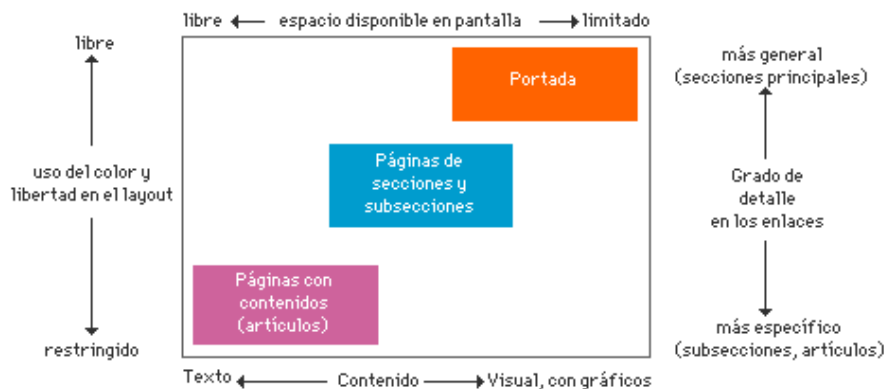 libre espacio disponible en pantalla limitado
libre
más general
(secciones principales)
Portada
uso del color y
libertad en el layout
Páginas de
secciones y
subsecciones
Grado de
detalle
en los enlaces
Páginas con
contenidos
(artículos)
restringido
más específico
(subsecciones, artículos)
Texto Contenido Visual, con gráficos